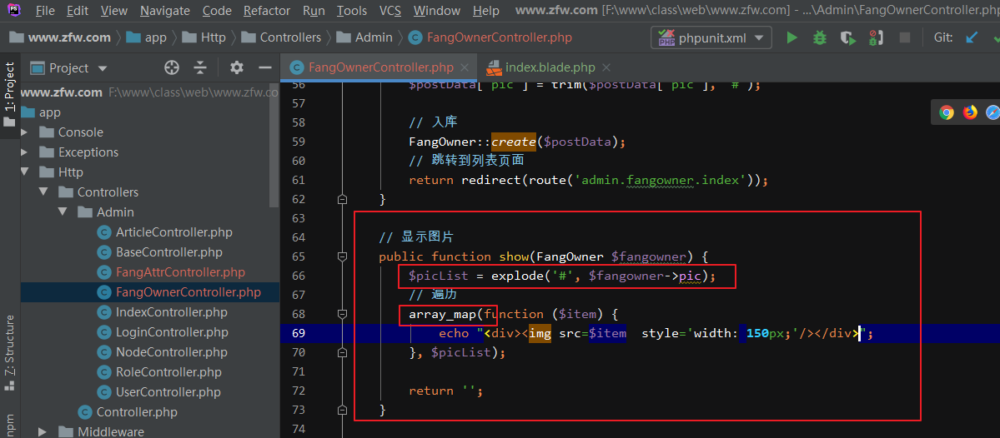 File Edit View Navigate Code Refactor Run Tools VCS Window Help www.zfw.com [F:\www\class\web\www.zfw.com] - ...\Admin\FangOwnerController.php
www.zfw.com app Http Controllers Admin FangOwnerController.php phpunit.xml Git:
Project FangOwnerController.php index.blade.php
1: Project
7: Structure
npm
www.zfw.com F:\www\class\web\www.zfw.co
app
Console
Exceptions
Http
Controllers
Admin
ArticleController.php
BaseController.php
FangAttrController.php
FangOwnerController.php
IndexController.php
LoginController.php
NodeController.php
RoleController.php
UserController.php
Controller.php
Middleware
56 $postData['pic'] = trim($postData['pic'], '#');
57
58 // 入库
59 FangOwner::create($postData);
60 // 跳转到列表页面
61 return redirect(route('admin.fangowner.index'));
62 }
63
64 // 显示图片
65 public function show(FangOwner $fangowner) {
66 $picList = explode('#', $fangowner->pic);
67 // 遍历
68 array_map(function ($item) {
69 echo "<div><img src=$item  style='width: 150px;'/></div>";
70 }, $picList);
71
72 return '';
73 }
74